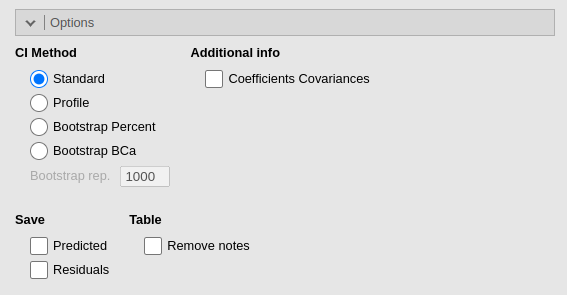 Options
CI Method
Standard
Profile
Bootstrap Percent
Bootstrap BCa
Bootstrap rep. 1000
Additional info
Coefficients Covariances
Save
Predicted
Residuals
Table
Remove notes